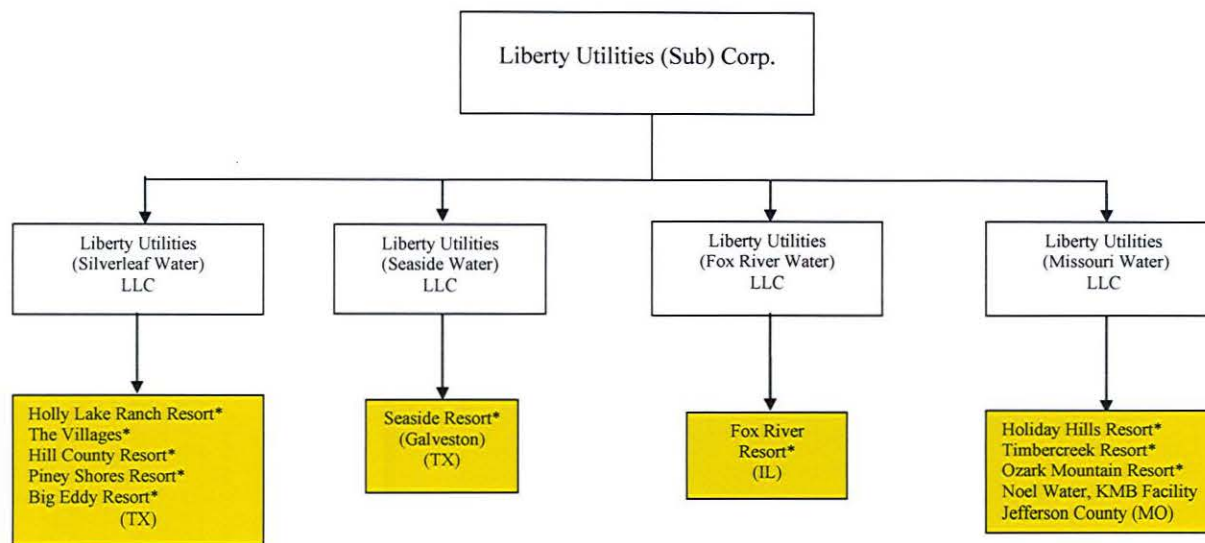 Liberty Utilities (Sub) Corp.
Liberty Utilities
(Silverleaf Water)
LLC
Liberty Utilities
(Seaside Water)
LLC
Liberty Utilities
(Fox River Water)
LLC
Liberty Utilities
(Missouri Water)
LLC
Holly Lake Ranch Resort*
The Villages*
Hill County Resort*
Piney Shores Resort*
Big Eddy Resort*
(TX)
Seaside Resort*
(Galveston)
(TX)
Fox River
Resort*
(IL)
Holiday Hills Resort*
Timbercreek Resort*
Ozark Mountain Resort*
Noel Water, KMB Facility
Jefferson County (MO)